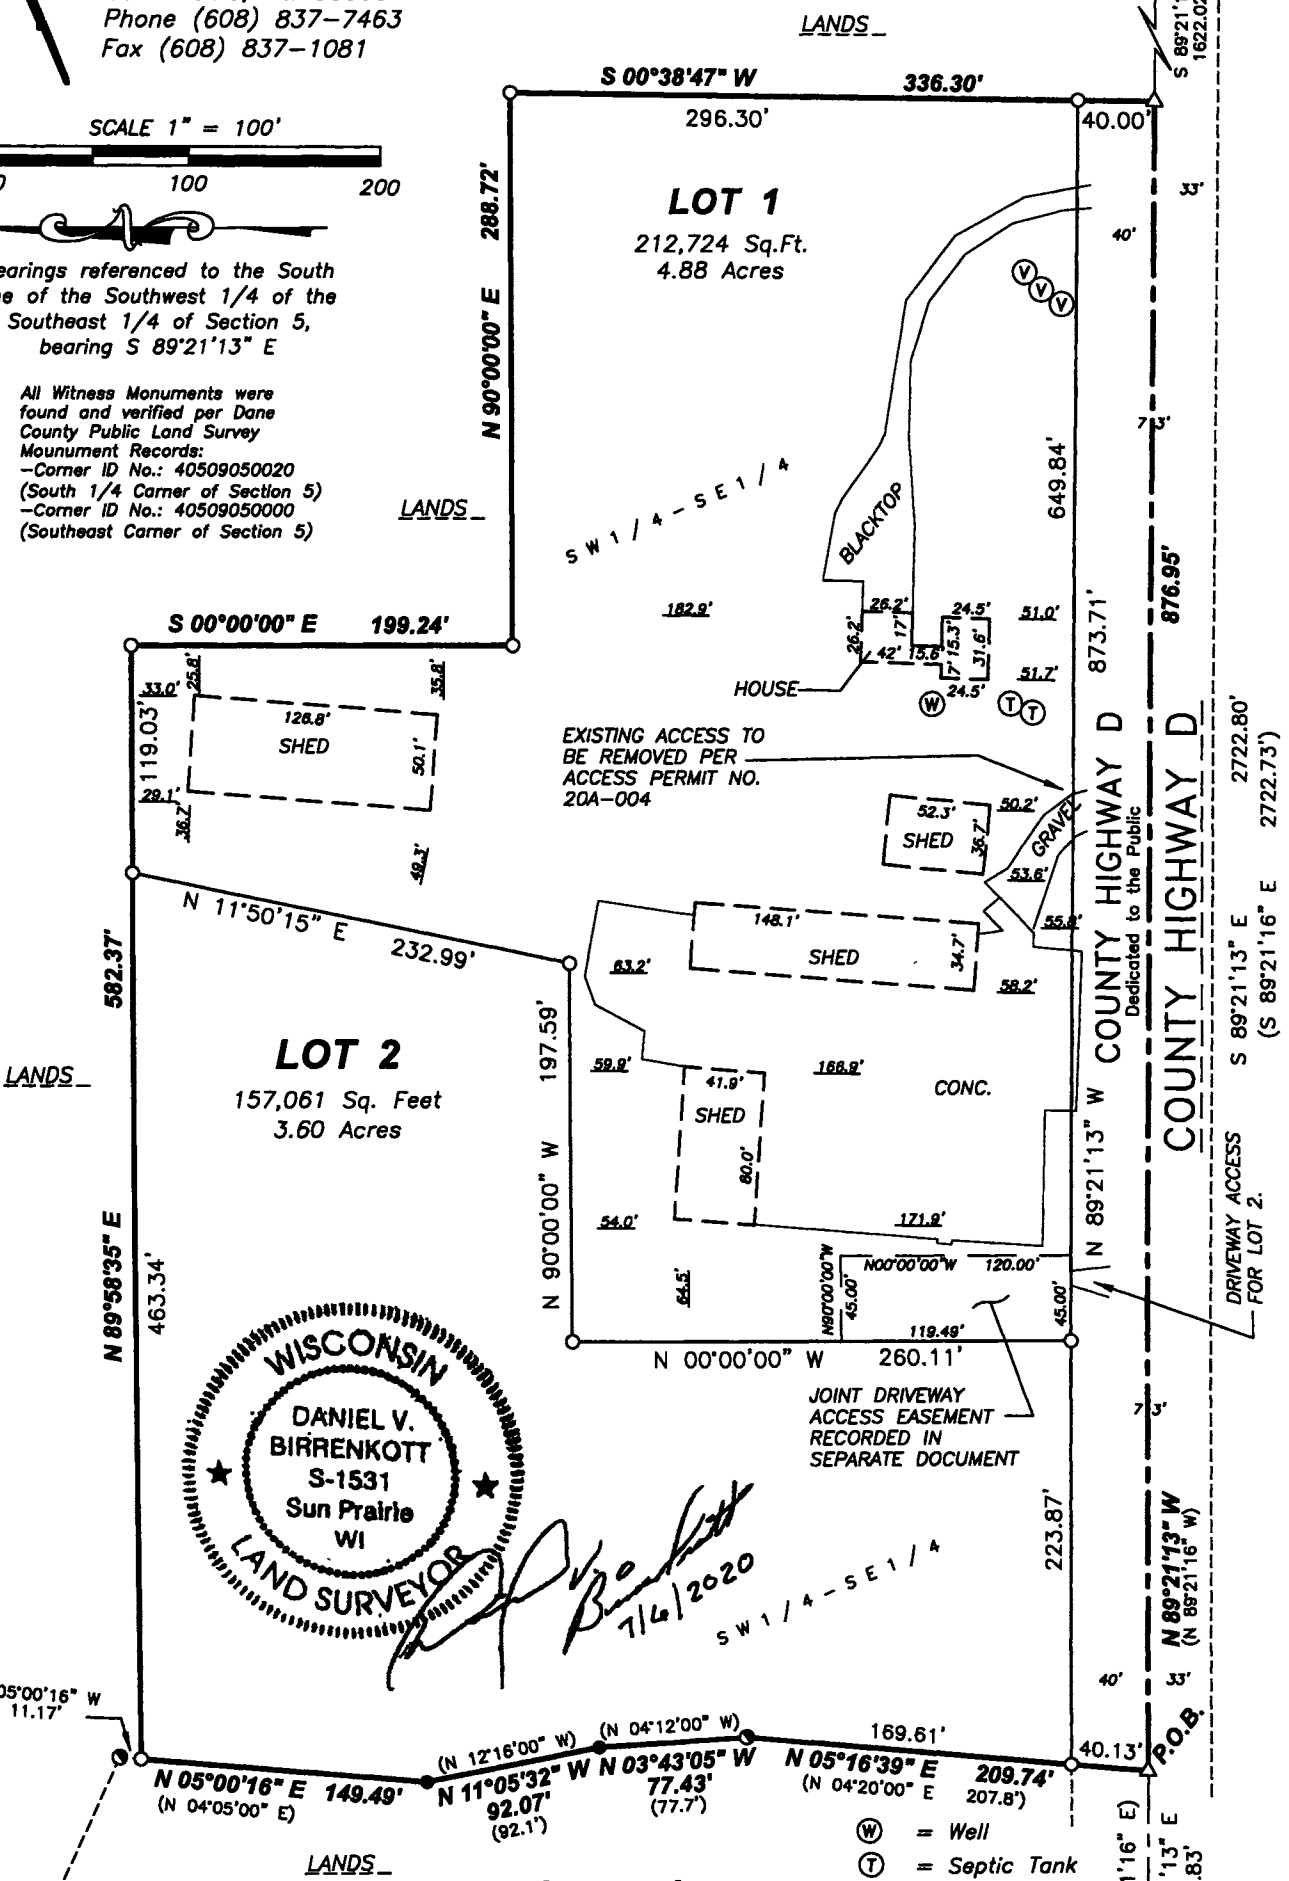 Phone (608) 837-7463
Fax (608) 837-1081
SCALE 1" = 100'
100
200
earings referenced to the South
e of the Southwest 1/4 of the
Southeast 1/4 of Section 5,
bearing S 89°21'13" E
All Witness Monuments were
found and verified per Dane
County Public Land Survey
Mounument Records:
-Corner ID No.: 40509050020
(South 1/4 Corner of Section 5)
-Corner ID No.: 40509050000
(Southeast Corner of Section 5)
LANDS
S 00°38'47" W 336.30'
296.30'
40.00'
S 89°21'1
1622.02
N 90°00'00" E 288.72'
LOT 1
212,724 Sq.Ft.
4.88 Acres
33'
40'
V
V
V
73'
649.84'
LANDS
SW1/4-SE1/4
BLACKTOP
876.95'
873.71'
S 00°00'00" E 199.24'
182.9'
26.2'
26.2'
17'
42'
15.6'
24.5'
15.3'
31.6'
7'
24.5'
51.0'
51.7'
HOUSE
W
T
T
33.0'
25.8'
35.8'
119.03'
126.8'
SHED
50.1'
29.1'
36.7'
49.3'
EXISTING ACCESS TO
BE REMOVED PER
ACCESS PERMIT NO.
20A-004
52.3'
SHED
36.7'
50.2'
GRAVEL
53.6'
55.8'
COUNTY HIGHWAY D
Dedicated to the Public
COUNTY HIGHWAY D
S 89°21'13" E 2722.80'
(S 89°21'16" E 2722.73')
N 11°50'15" E 232.99'
148.1'
SHED
34.7'
63.2'
58.2'
582.37'
LOT 2
157,061 Sq. Feet
3.60 Acres
LANDS
197.59'
N 90°00'00" W
59.9'
41.9'
SHED
80.0'
166.9'
CONC.
N 89°21'13" W
54.0'
171.9'
64.5'
N90°00'00"W
45.00'
N00°00'00"W 120.00'
45.00'
119.49'
DRIVEWAY ACCESS
FOR LOT 2.
N 00°00'00" W 260.11'
JOINT DRIVEWAY
ACCESS EASEMENT
RECORDED IN
SEPARATE DOCUMENT
N 89°58'35" E
463.34'
WISCONSIN
DANIEL V.
BIRRENKOTT
S-1531
Sun Prairie
WI
LAND SURVEYOR
7/6/2020
SW1/4-SE1/4
73'
223.87'
N 89°21'13" W
(N 89°21'16" W)
40'
33'
P.O.B.
05°00'16" W
11.17'
N 05°00'16" E 149.49'
(N 04°05'00" E)
(N 12°16'00" W)
N 11°05'32" W
92.07'
(92.1')
(N 04°12'00" W)
N 03°43'05" W
77.43'
(77.7')
169.61'
40.13'
N 05°16'39" E 209.74'
(N 04°20'00" E 207.8')
W = Well
T = Septic Tank
LANDS
1'16" E)
'13" E
.83'